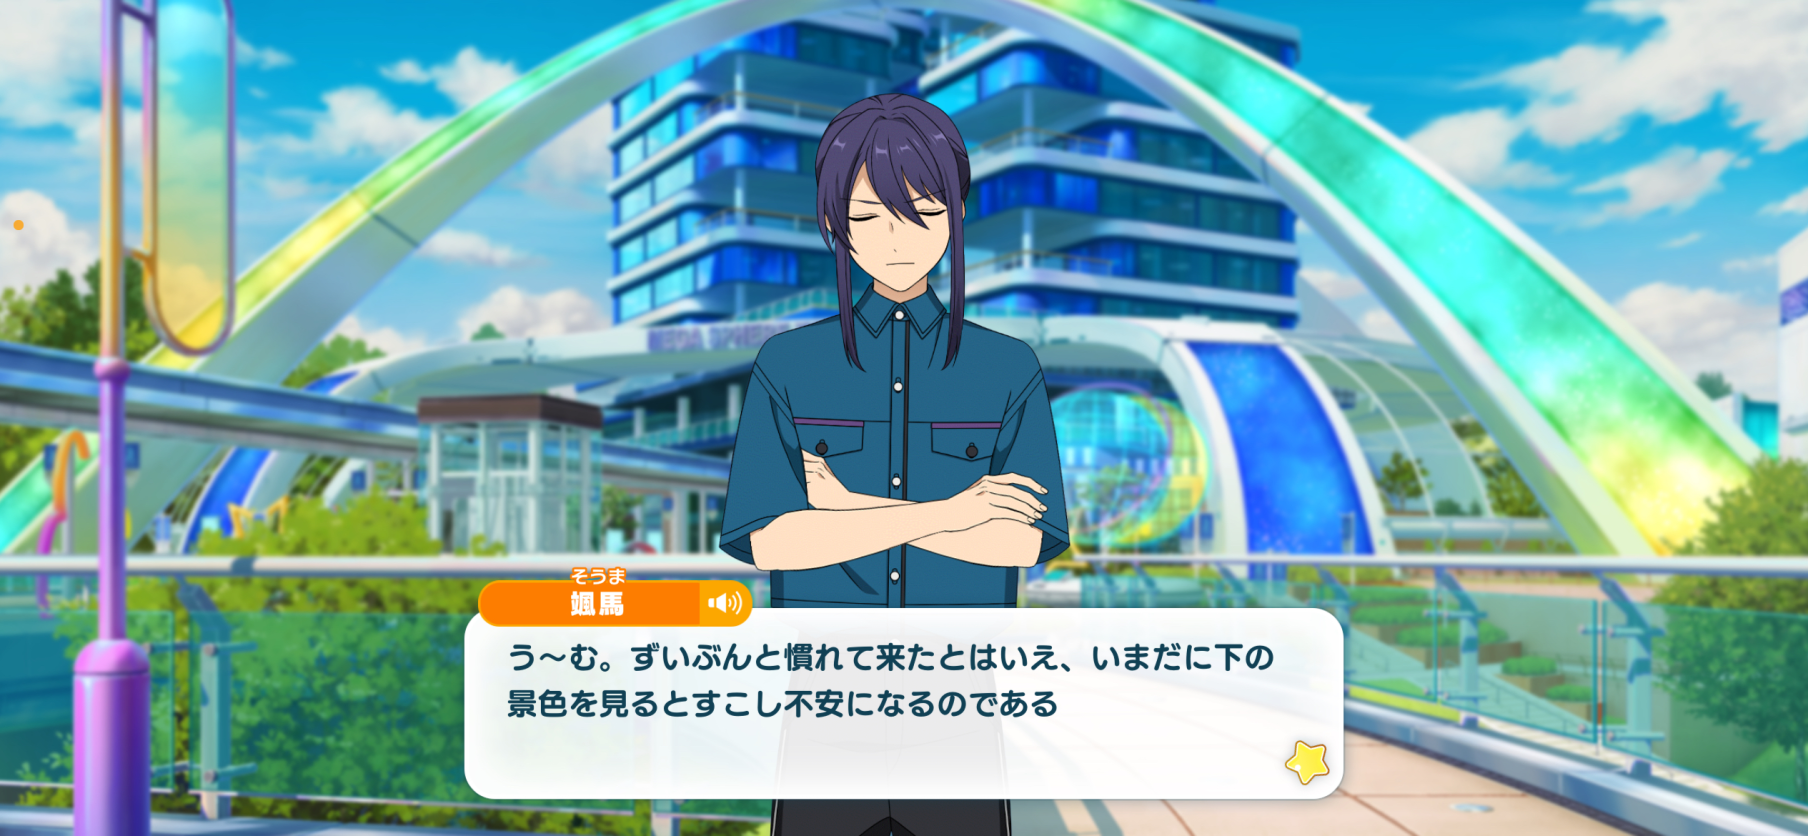 そうま
颯馬
う～む。ずいぶんと慣れて来たとはいえ、いまだに下の
景色を見るとすこし不安になるのである